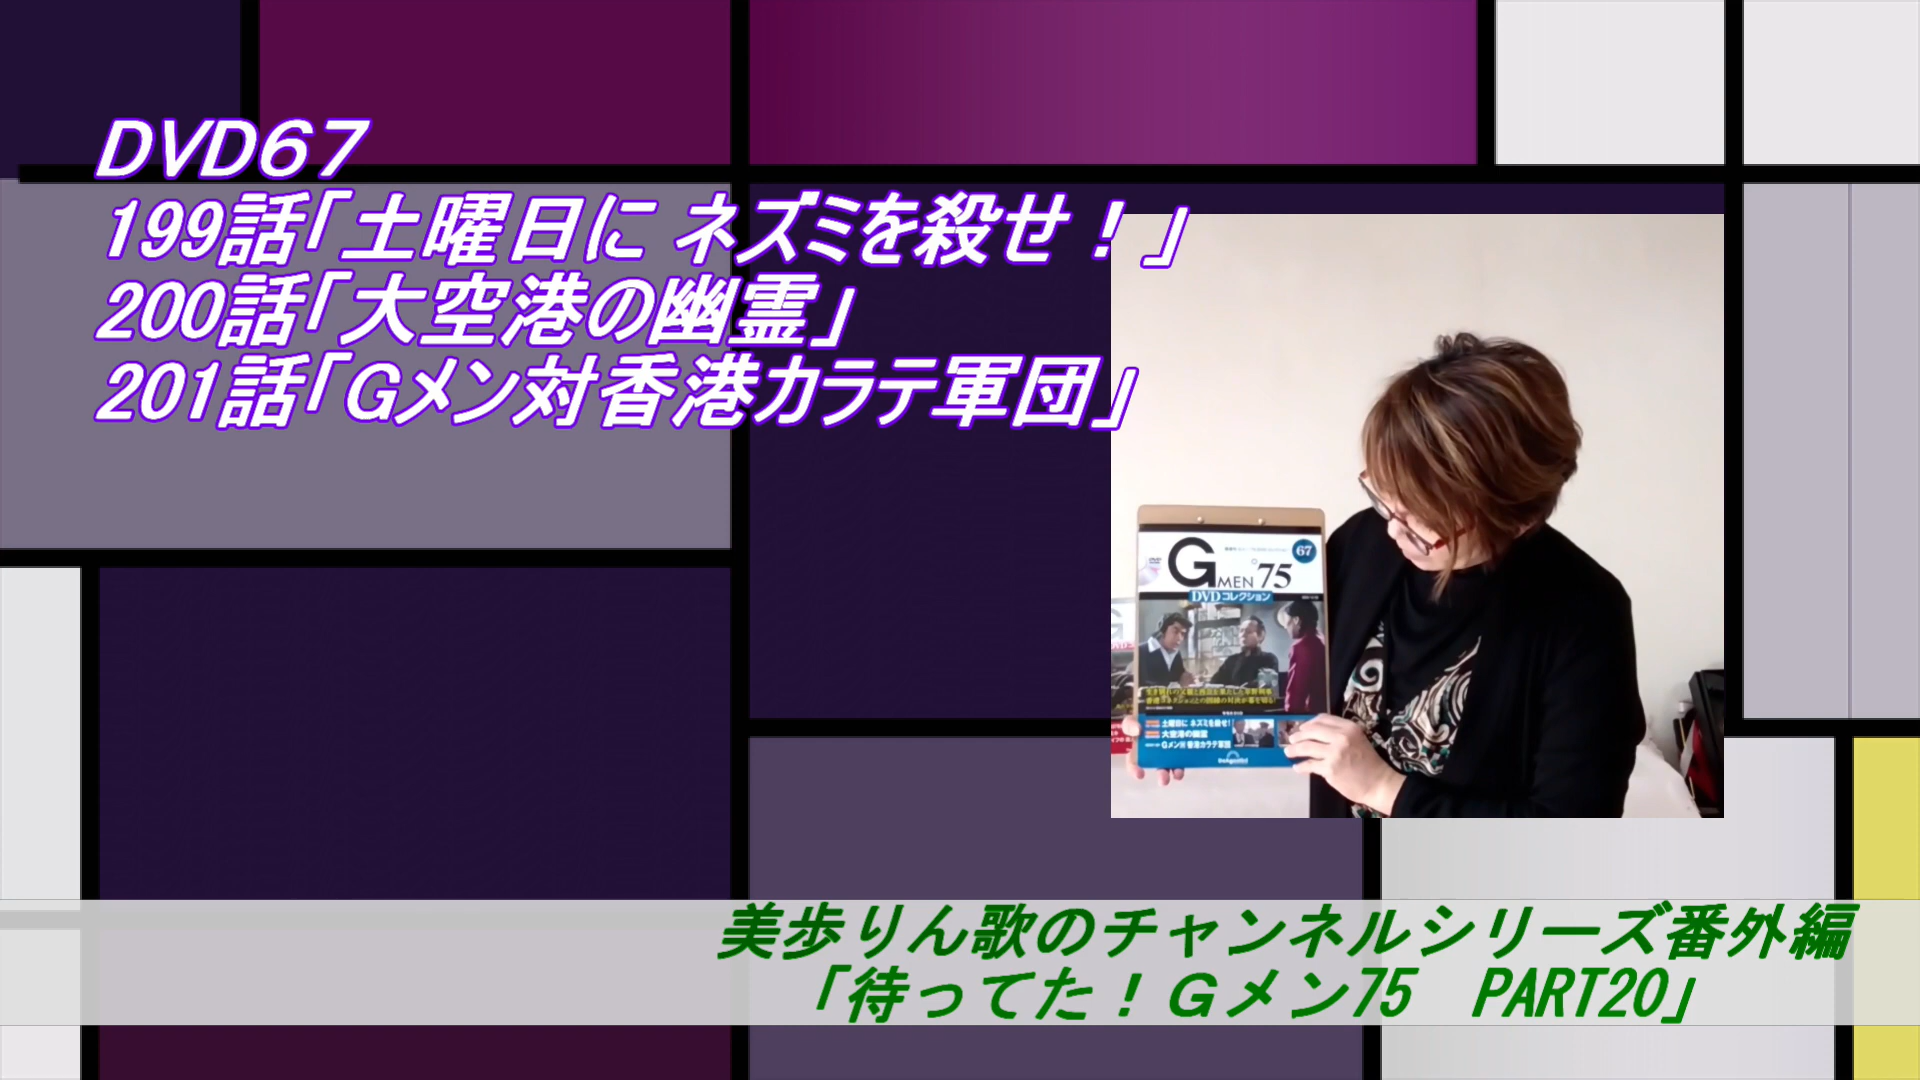 DVD67
199話「土曜日に ネズミを殺せ！」
200話「大空港の幽霊」
201話「Gメン対香港カラテ軍団」
67
GMEN '75
DVDコレクション
土曜日に ネズミを殺せ!
大空港の幽霊
Gメン対香港カラテ軍団
DeAgostini
美歩りん歌のチャンネルシリーズ番外編
「待ってた！Gメン75　PART20」